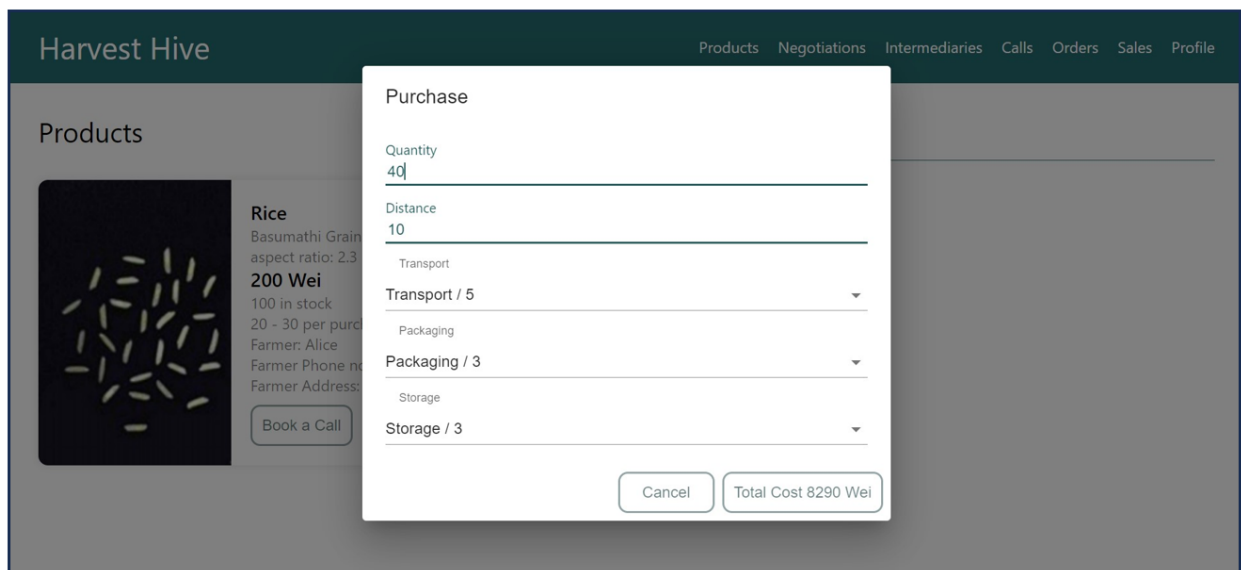 Harvest Hive
Products Negotiations Intermediaries Calls Orders Sales Profile
Products
Rice
Basumathi Grain
aspect ratio: 2.3
200 Wei
100 in stock
20 - 30 per
Farmer: Alice
Farmer Phone
Farmer Address:
Book a Call
Purchase
Quantity
40
Distance
10
Transport
Transport / 5
Packaging
Packaging / 3
Storage
Storage / 3
Cancel
Total Cost 8290 Wei